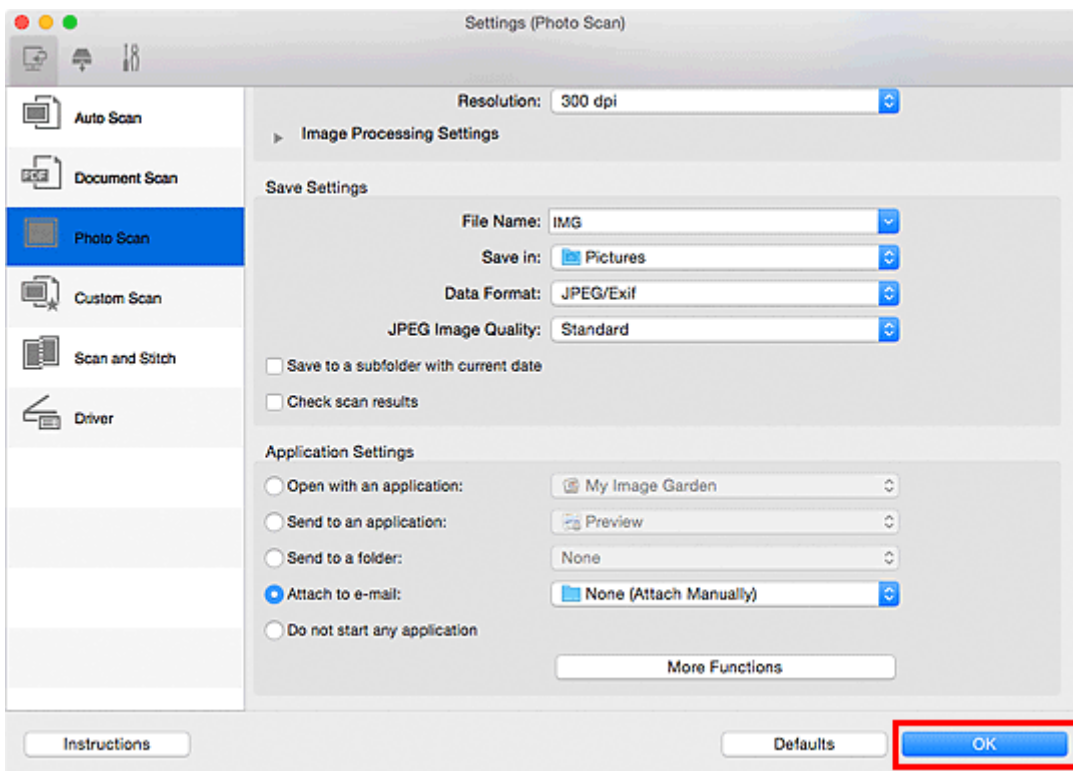 Settings (Photo Scan)
Auto Scan
PDF
Document Scan
Photo Scan
Custom Scan
Scan and Stitch
Driver
Resolution: 300 dpi
Image Processing Settings
Save Settings
File Name: IMG
Save in: Pictures
Data Format: JPEG/Exif
JPEG Image Quality: Standard
Save to a subfolder with current date
Check scan results
Application Settings
Open with an application: My Image Garden
Send to an application: Preview
Send to a folder: None
Attach to e-mail: None (Attach Manually)
Do not start any application
More Functions
Instructions Defaults OK